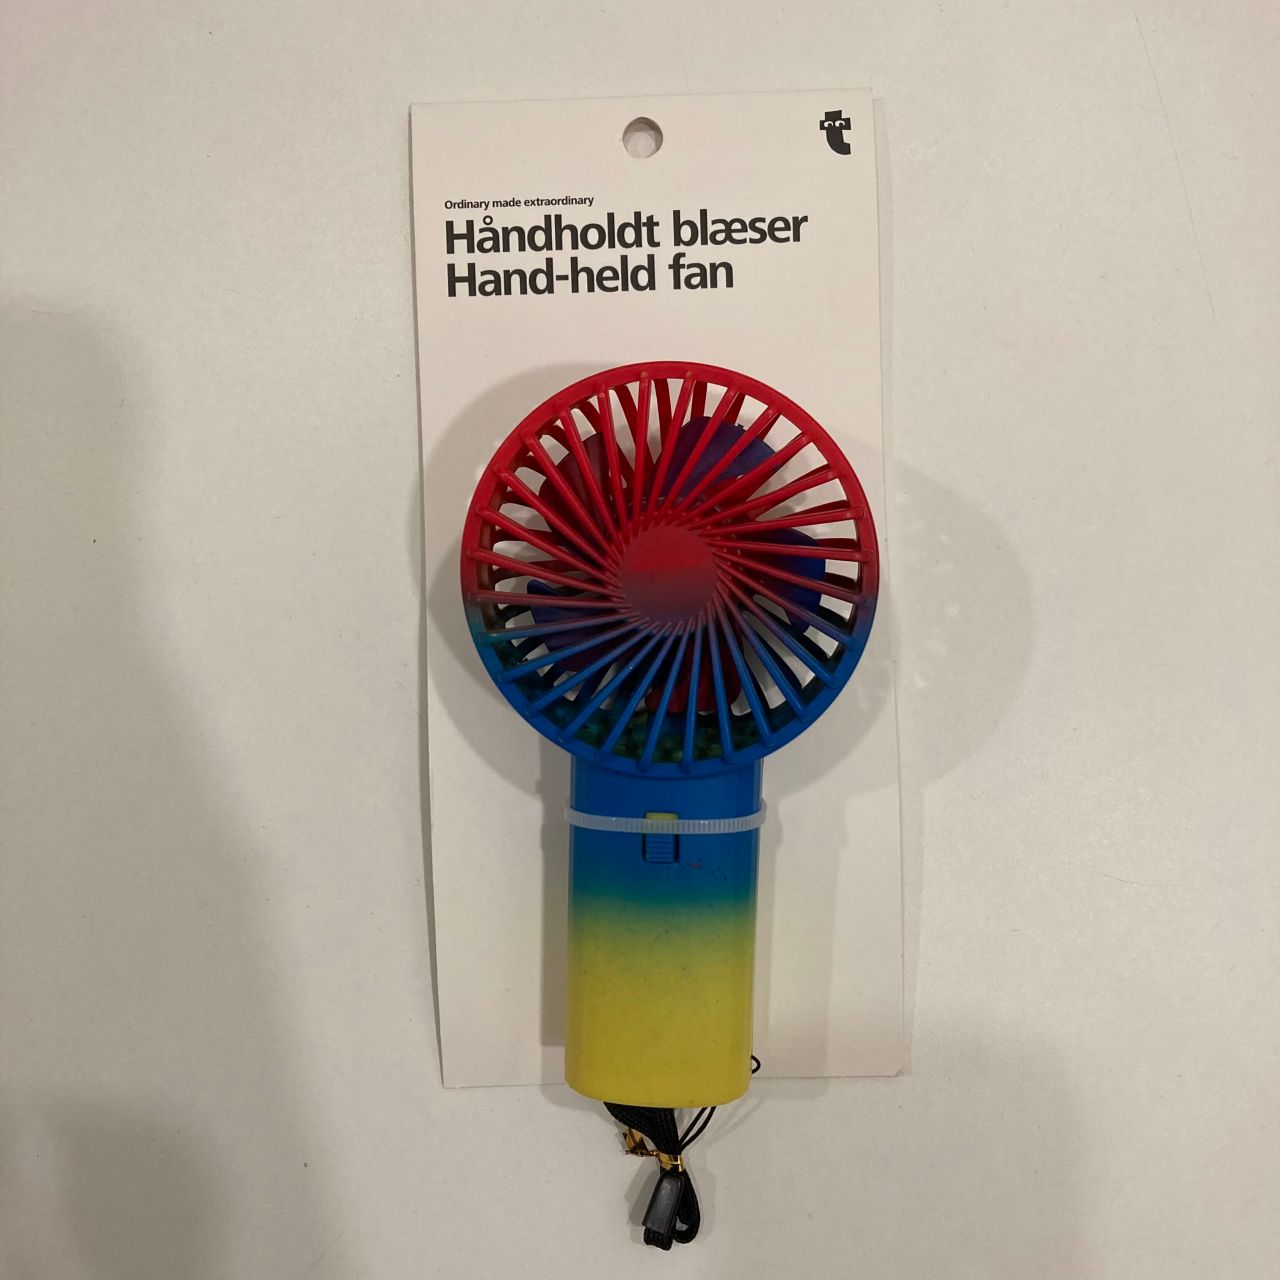 Ordinary made extraordinary
Håndholdt blæser
Hand-held fan